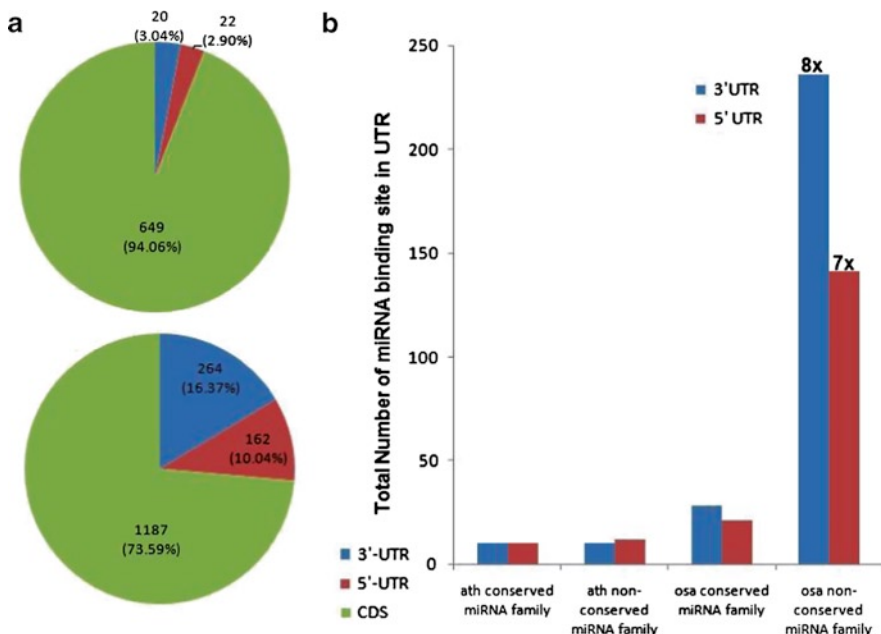 a
20
(3.04%)
22
(2.90%)
649
(94.06%)
264
(16.37%)
162
(10.04%)
1187
(73.59%)
3'-UTR
5'-UTR
CDS
b
Total Number of miRNA binding site in UTR
250
200
150
100
50
0
3'UTR
5' UTR
8x
7x
ath conserved
miRNA family
ath non-
conserved
miRNA family
osa conserved
miRNA family
osa non-
conserved
miRNA family